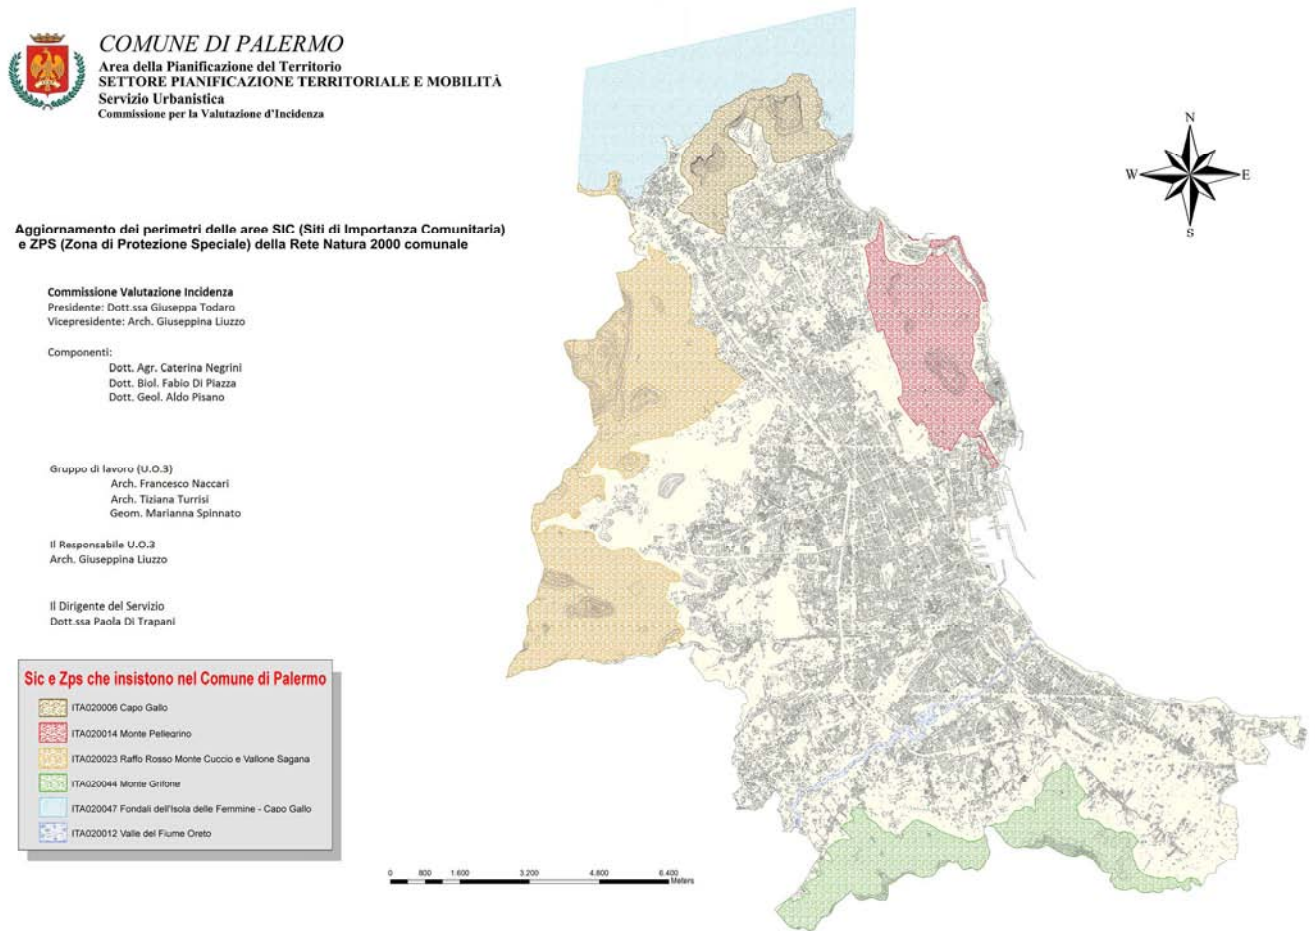 COMUNE DI PALERMO
Area della Pianificazione del Territorio
SETTORE PIANIFICAZIONE TERRITORIALE E MOBILITÀ
Servizio Urbanistica
Commissione per la Valutazione d'Incidenza
N
W E
S
Aggiornamento dei perimetri delle aree SIC (Siti di Importanza Comunitaria)
e ZPS (Zona di Protezione Speciale) della Rete Natura 2000 comunale
Commissione Valutazione Incidenza
Presidente: Dott.ssa Giuseppa Todaro
Vicepresidente: Arch. Giuseppina Liuzzo
Componenti:
Dott. Agr. Caterina Negrini
Dott. Biol. Fabio Di Piazza
Dott. Geol. Aldo Pisano
Gruppo di lavoro (U.O.3)
Arch. Francesco Naccari
Arch. Tiziana Turrisi
Geom. Marianna Spinnato
Il Responsabile U.O.3
Arch. Giuseppina Liuzzo
Il Dirigente del Servizio
Dott.ssa Paola Di Trapani
Sic e Zps che insistono nel Comune di Palermo
ITA020006 Capo Gallo
ITA020014 Monte Pellegrino
ITA020023 Raffo Rosso Monte Cuccio e Vallone Sagana
ITA020044 Monte Grifone
ITA020047 Fondali dell'Isola delle Femmine - Capo Gallo
ITA020012 Valle del Fiume Oreto
0 800 1.600 3.200 4.800 6.400
Meters